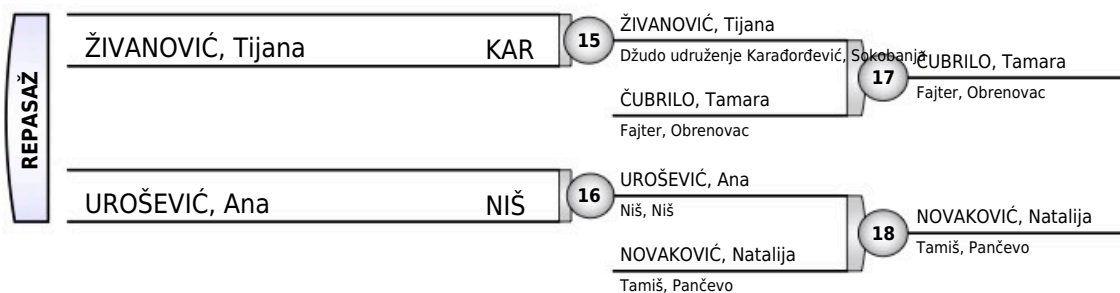 REPASAŽ
ŽIVANOVIĆ, Tijana KAR
15
ŽIVANOVIĆ, Tijana
Džudo udruženje Karađorđević, Sokobanja
ČUBRILO, Tamara
Fajter, Obrenovac
17
ČUBRILO, Tamara
Fajter, Obrenovac
UROŠEVIĆ, Ana NIŠ
16
UROŠEVIĆ, Ana
Niš, Niš
NOVAKOVIĆ, Natalija
Tamiš, Pančevo
18
NOVAKOVIĆ, Natalija
Tamiš, Pančevo